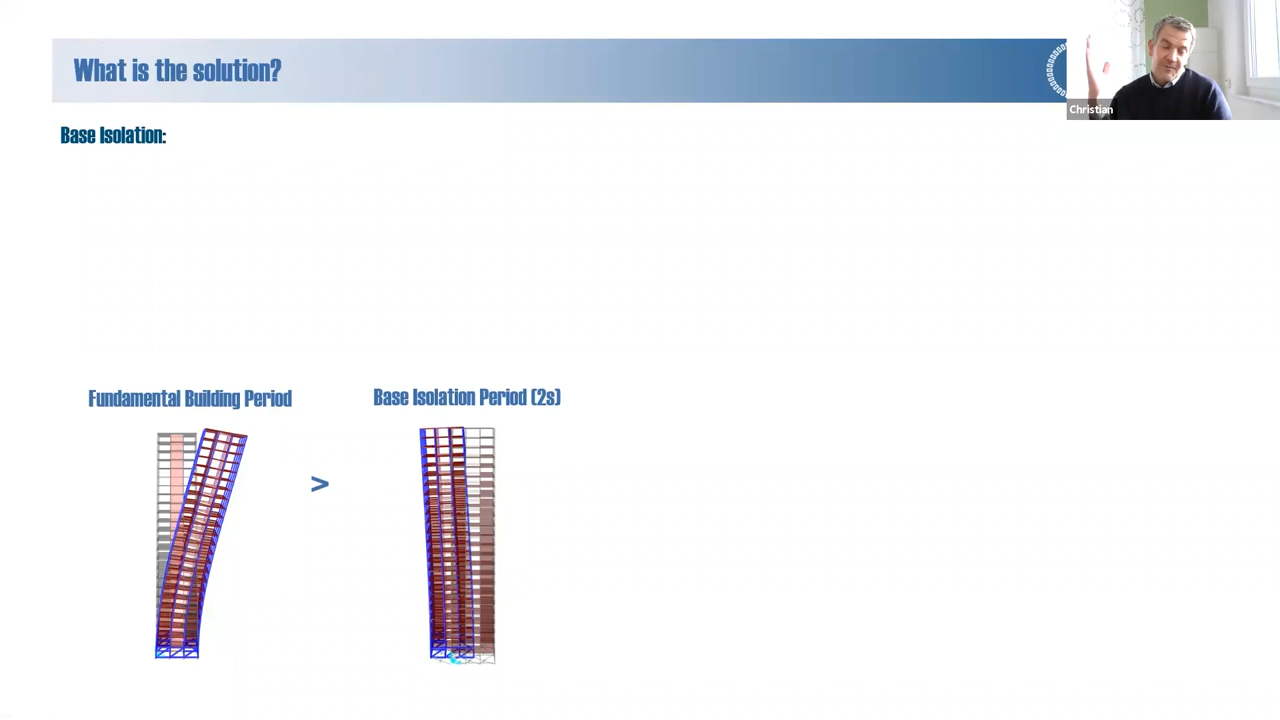 What is the solution?
Christian
Base Isolation:
Fundamental Building Period
Base Isolation Period (2s)
>